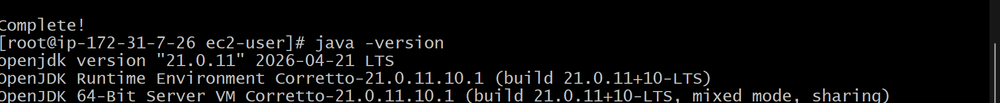 Complete!
[root@ip-172-31-7-26 ec2-user]# java -version
openjdk version "21.0.11" 2026-04-21 LTS
OpenJDK Runtime Environment Corretto-21.0.11.10.1 (build 21.0.11+10-LTS)
OpenJDK 64-Bit Server VM Corretto-21.0.11.10.1 (build 21.0.11+10-LTS, mixed mode, sharing)